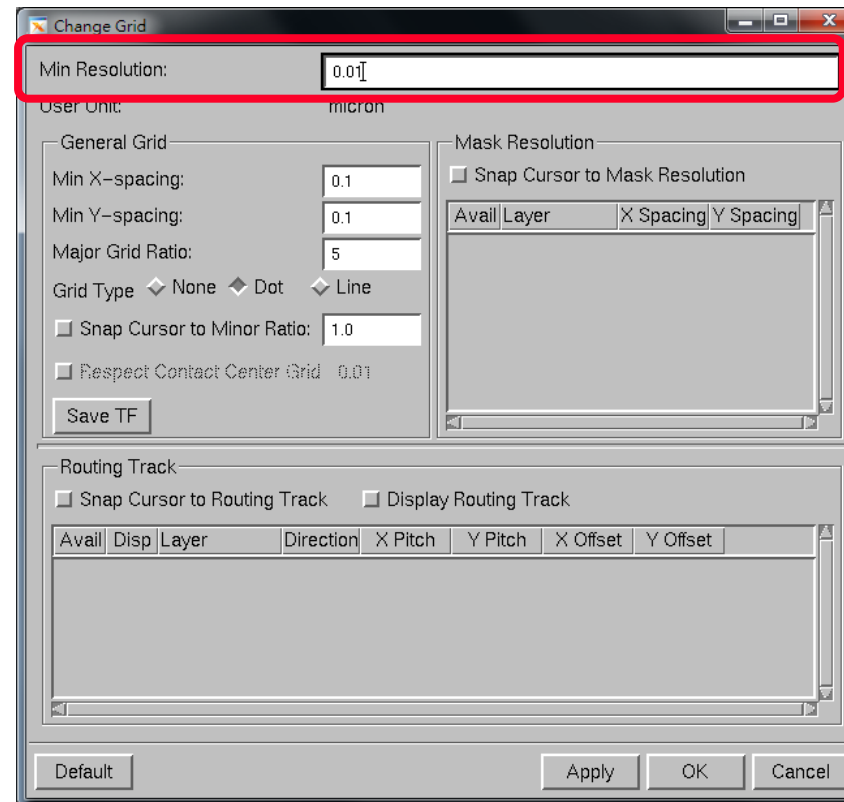 Change Grid
Min Resolution: 0.01
User Unit: micron
General Grid
Min X-spacing: 0.1
Min Y-spacing: 0.1
Major Grid Ratio: 5
Grid Type None Dot Line
Snap Cursor to Minor Ratio: 1.0
Respect Contact Center Grid 0.01
Save TF
Mask Resolution
Snap Cursor to Mask Resolution
Avail Layer X Spacing Y Spacing
Routing Track
Snap Cursor to Routing Track Display Routing Track
Avail Disp Layer Direction X Pitch Y Pitch X Offset Y Offset
Default Apply OK Cancel